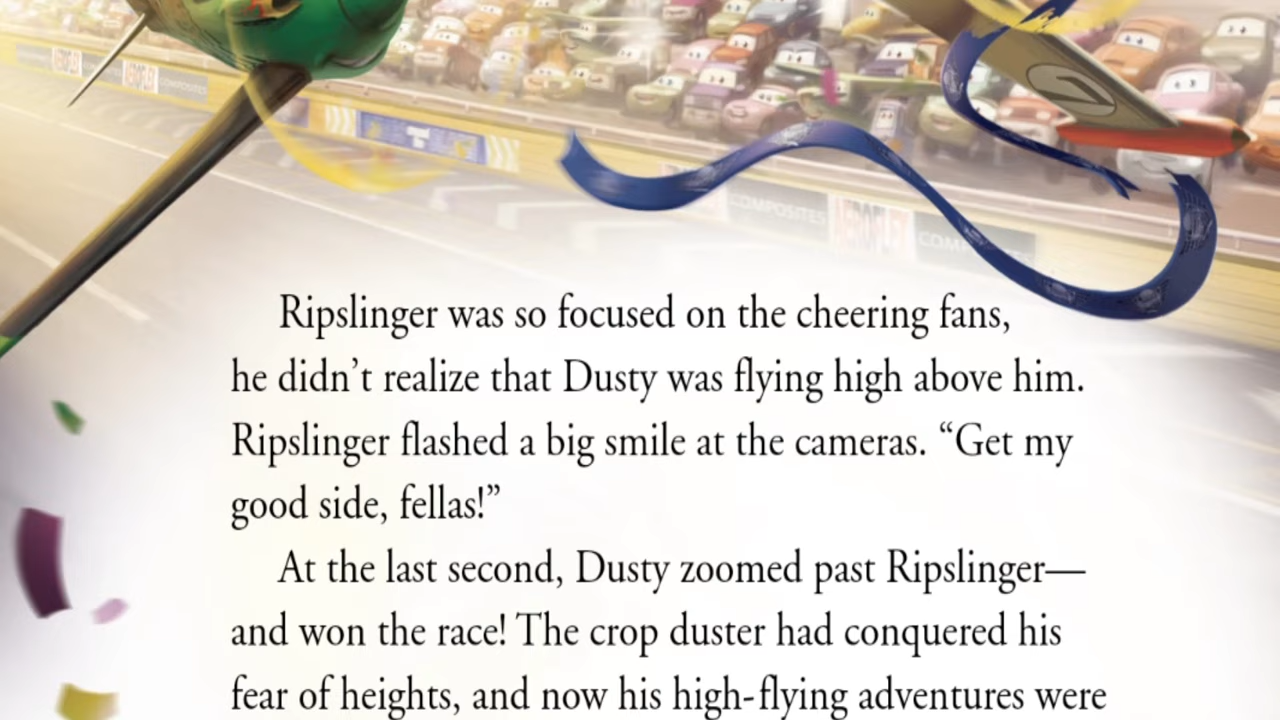 COMPOSITES
Ripslinger was so focused on the cheering fans,
he didn’t realize that Dusty was flying high above him.
Ripslinger flashed a big smile at the cameras. “Get my
good side, fellas!”
At the last second, Dusty zoomed past Ripslinger—
and won the race! The crop duster had conquered his
fear of heights, and now his high-flying adventures were